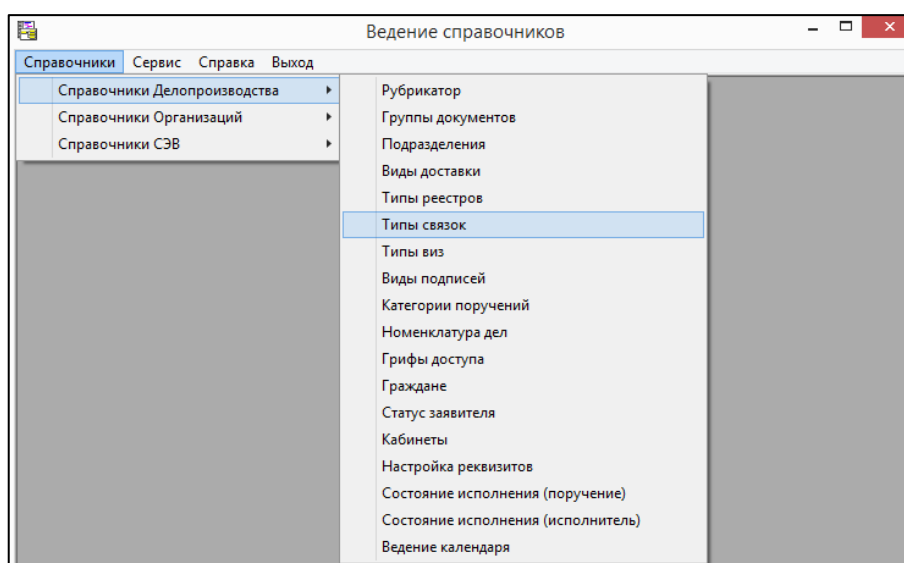 Ведение справочников
Справочники Сервис Справка Выход
Справочники Делопроизводства
Справочники Организаций
Справочники СЭВ
Рубрикатор
Группы документов
Подразделения
Виды доставки
Типы реестров
Типы связок
Типы виз
Виды подписей
Категории поручений
Номенклатура дел
Грифы доступа
Граждане
Статус заявителя
Кабинеты
Настройка реквизитов
Состояние исполнения (поручение)
Состояние исполнения (исполнитель)
Ведение календаря